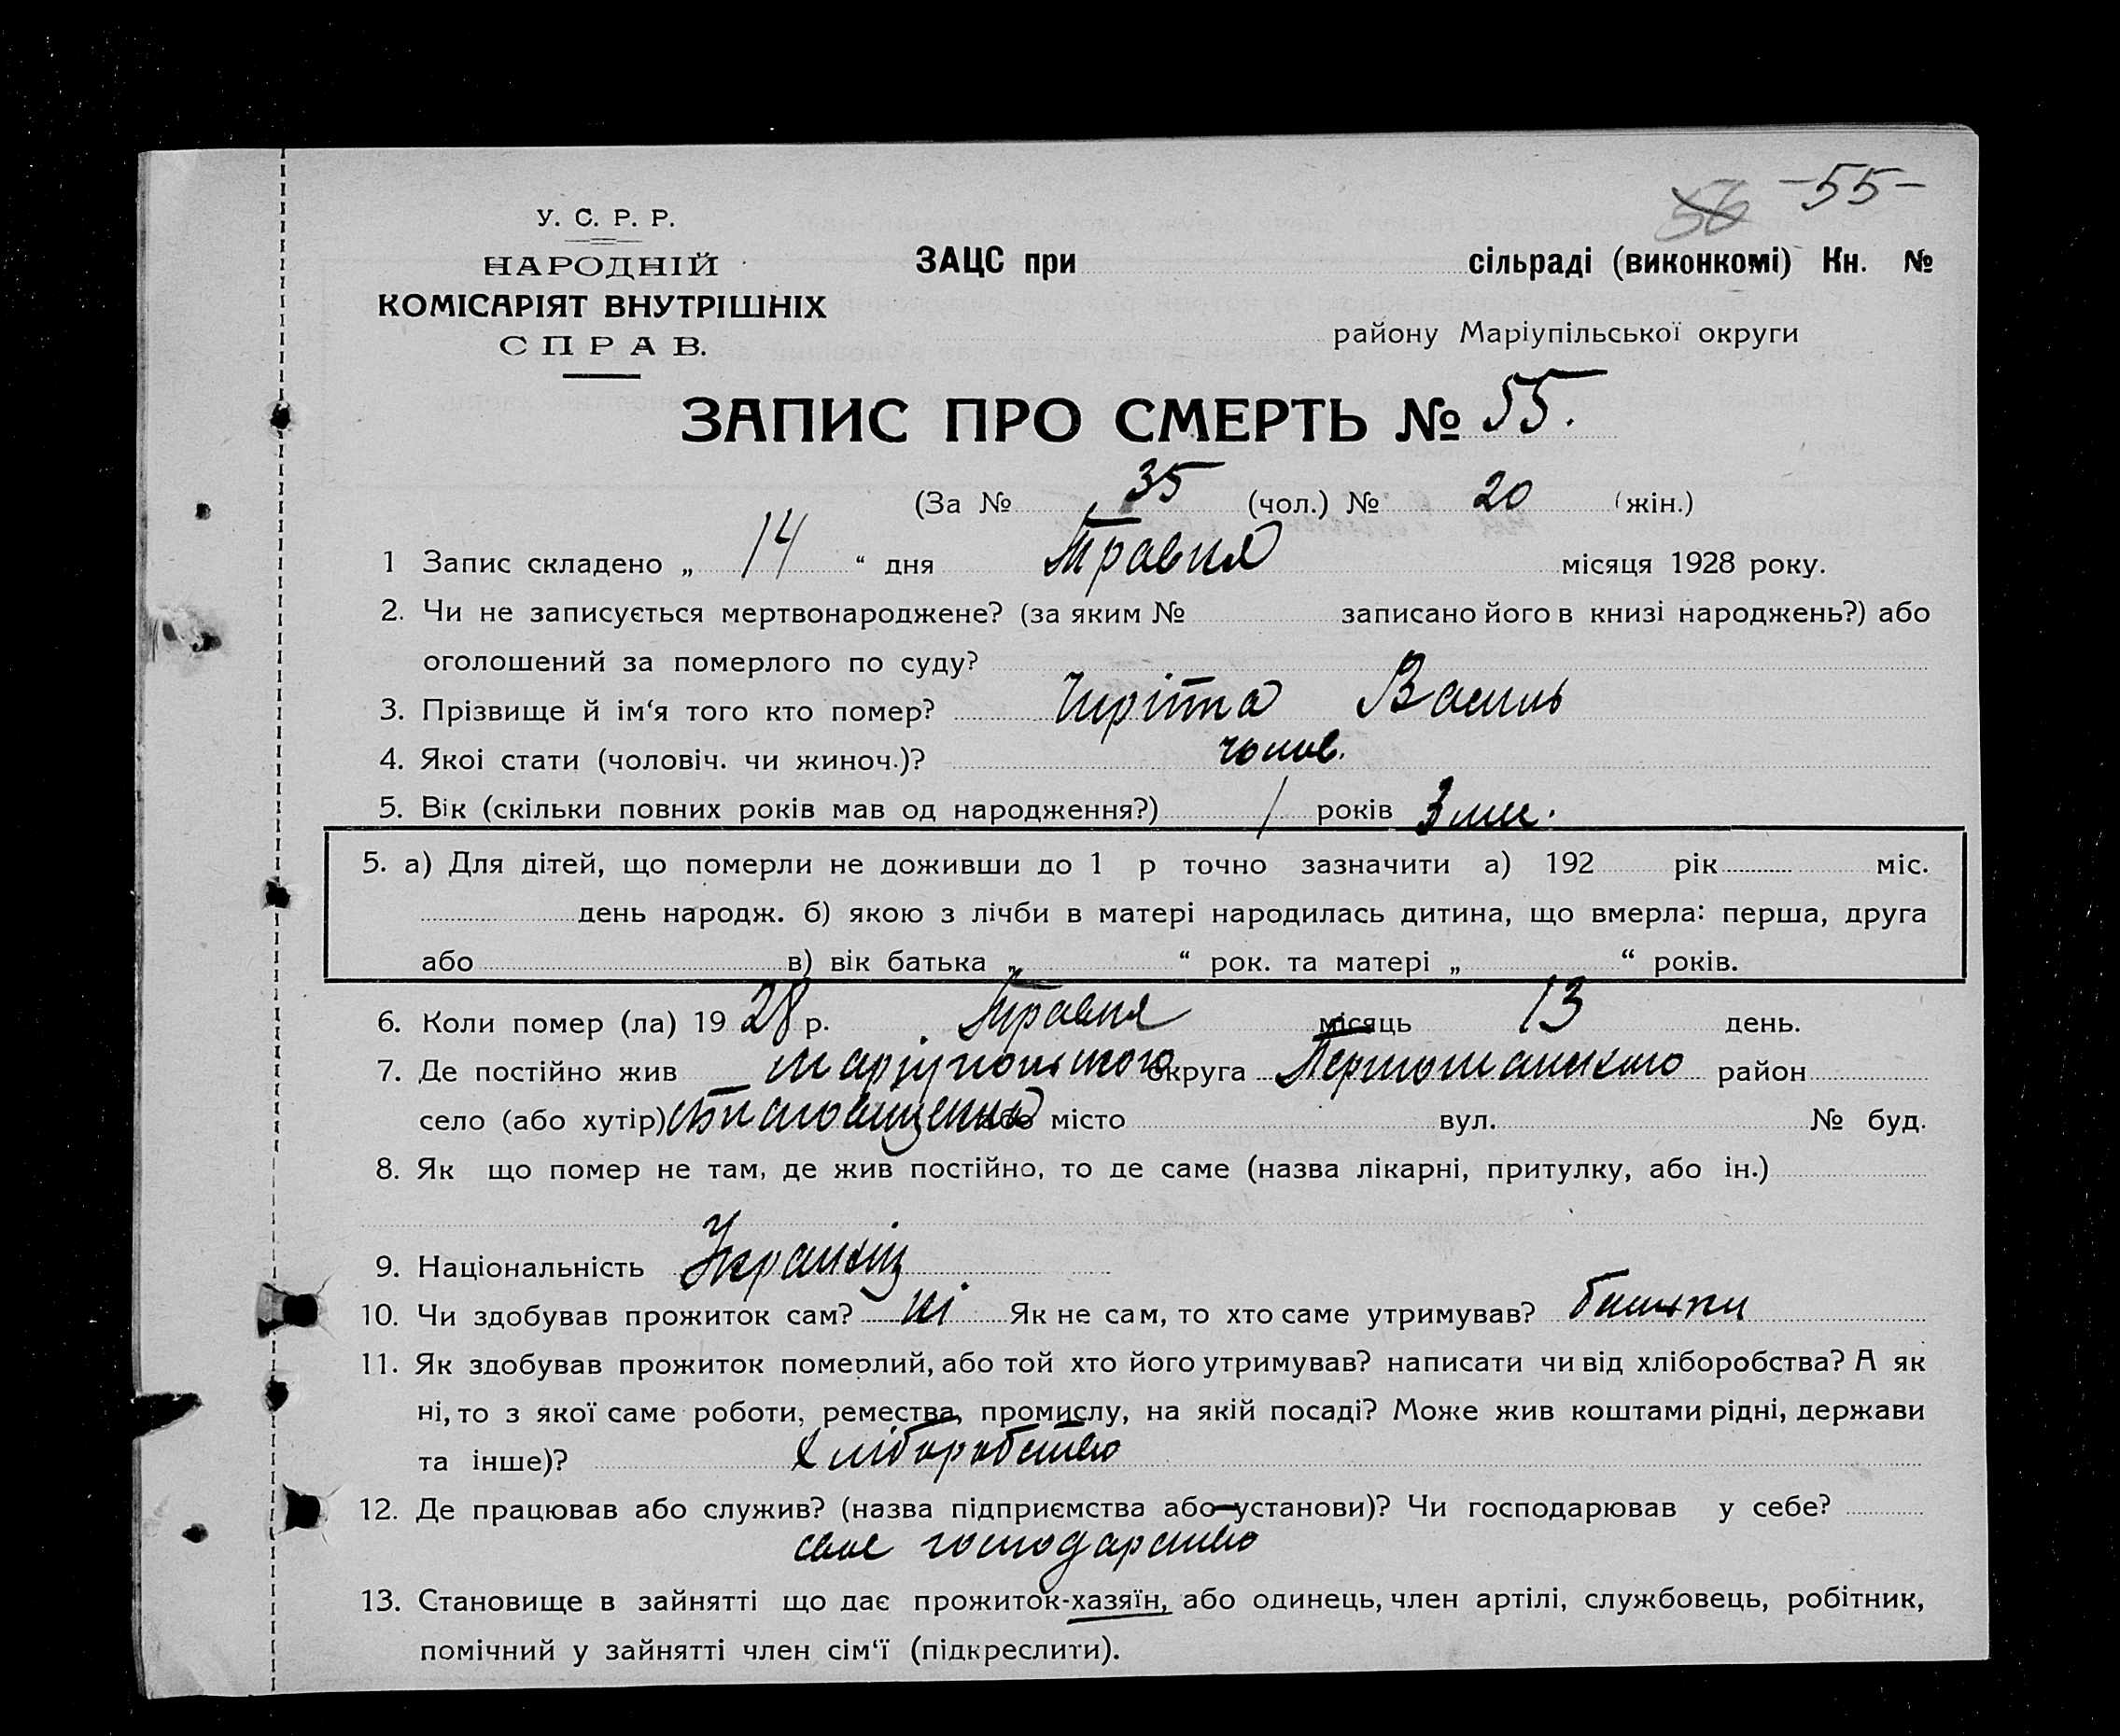 56 -55-
У. С. Р. Р.
НАРОДНІЙ
КОМІСАРІЯТ ВНУТРІШНІХ
СПРАВ.
ЗАЦС при сільраді (виконкомі) Кн. №
району Маріупільської округи
ЗАПИС ПРО СМЕРТЬ № 55.
(За № 35 (чол.) № 20 (жін.)
1 Запис складено „ 14 “ дня Травня місяця 1928 року.
2. Чи не записується мертвонароджене? (за яким № записано його в книзі народжень?) або
оголошений за померлого по суду?
3. Прізвище й ім‘я того кто помер? Василь
4. Якоі стати (чоловіч. чи жиноч.)? чолов.
5. Вік (скільки повних років мав од народження?) 1 років 3 міс.
5. а) Для дітей, що померли не доживши до 1 р точно зазначити а) 192 рік міс.
день народж. б) якою з лічби в матері народилась дитина, що вмерла: перша, друга
або в) вік батька „ “ рок. та матері „ “ років.
6. Коли помер (ла) 1928 р. Травня місяць 13 день.
7. Де постійно жив Маріупольського округа район
село (або хутір) Благовищенка або місто вул. № буд.
8. Як що помер не там, де жив постійно, то де саме (назва лікарні, притулку, або ін.)
9. Національність Українц
10. Чи здобував прожиток сам? ні Як не сам, то хто саме утримував? батьки
11. Як здобував прожиток померлий, або той хто його утримував? написати чи від хліборобства? А як
ні, то з якої саме роботи, ремества, промислу, на якій посаді? Може жив коштами рідні, держави
та інше)? хліборобство
12. Де працював або служив? (назва підприємства або установи)? Чи господарював у себе?
своє господарство
13. Становище в зайнятті що дає прожиток-хазяїн, або одинець, член артілі, службовець, робітник,
помічний у зайнятті член сім‘ї (підкреслити).